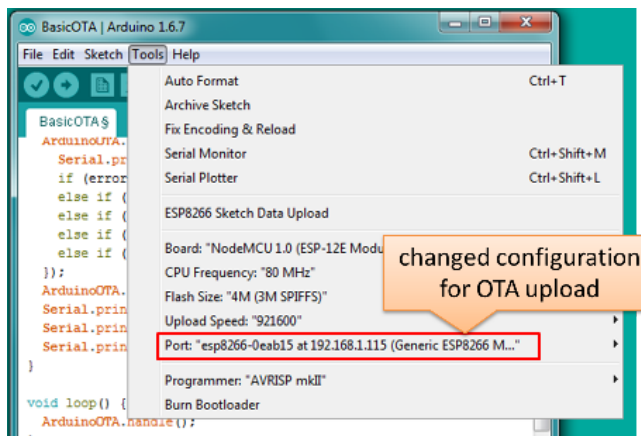 BasicOTA | Arduino 1.6.7
File Edit Sketch Tools Help
BasicOTA§
ArduinoOTA.
Serial.pr
if (error
else if (
else if (
else if (
else if (
});
ArduinoOTA.
Serial.prin
Serial.prin
Serial.prin
}
void loop() {
ArduinoOTA.handle();
Auto Format Ctrl+T
Archive Sketch
Fix Encoding & Reload
Serial Monitor Ctrl+Shift+M
Serial Plotter Ctrl+Shift+L
ESP8266 Sketch Data Upload
Board: "NodeMCU 1.0 (ESP-12E Modu
CPU Frequency: "80 MHz"
Flash Size: "4M (3M SPIFFS)"
Upload Speed: "921600"
Port: "esp8266-0eab15 at 192.168.1.115 (Generic ESP8266 M..."
Programmer: "AVRISP mkII"
Burn Bootloader
changed configuration
for OTA upload